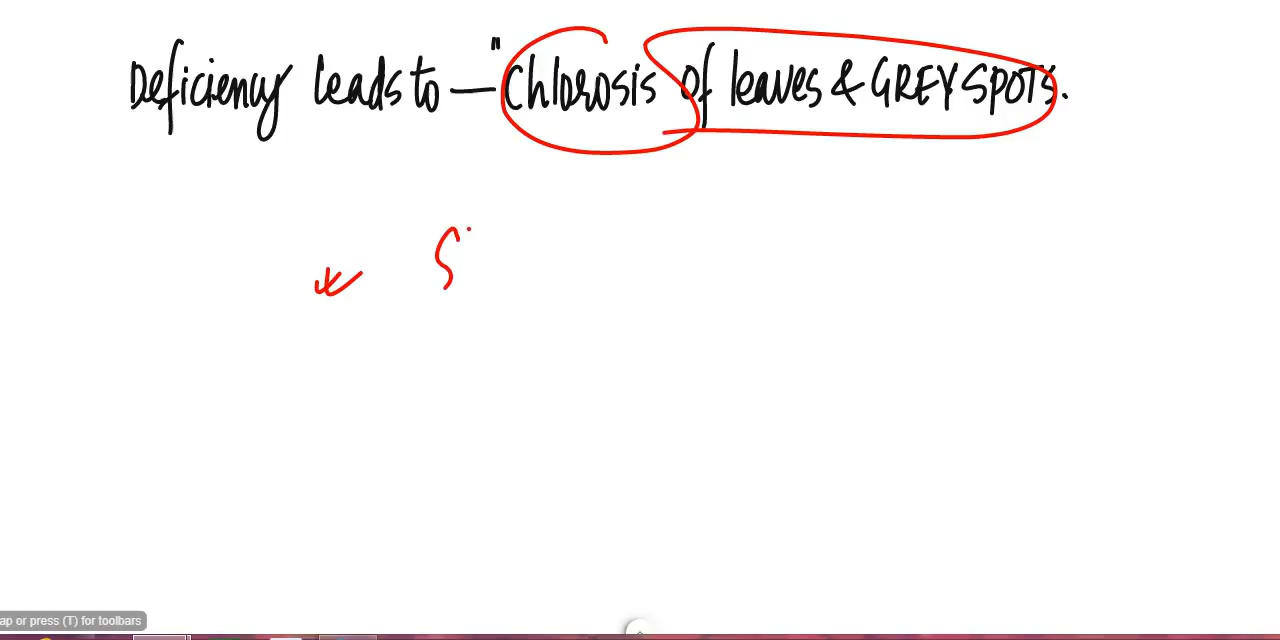 Deficiency leads to — "Chlorosis of leaves & GREY SPOTS.
S
ap or press (T) for toolbars